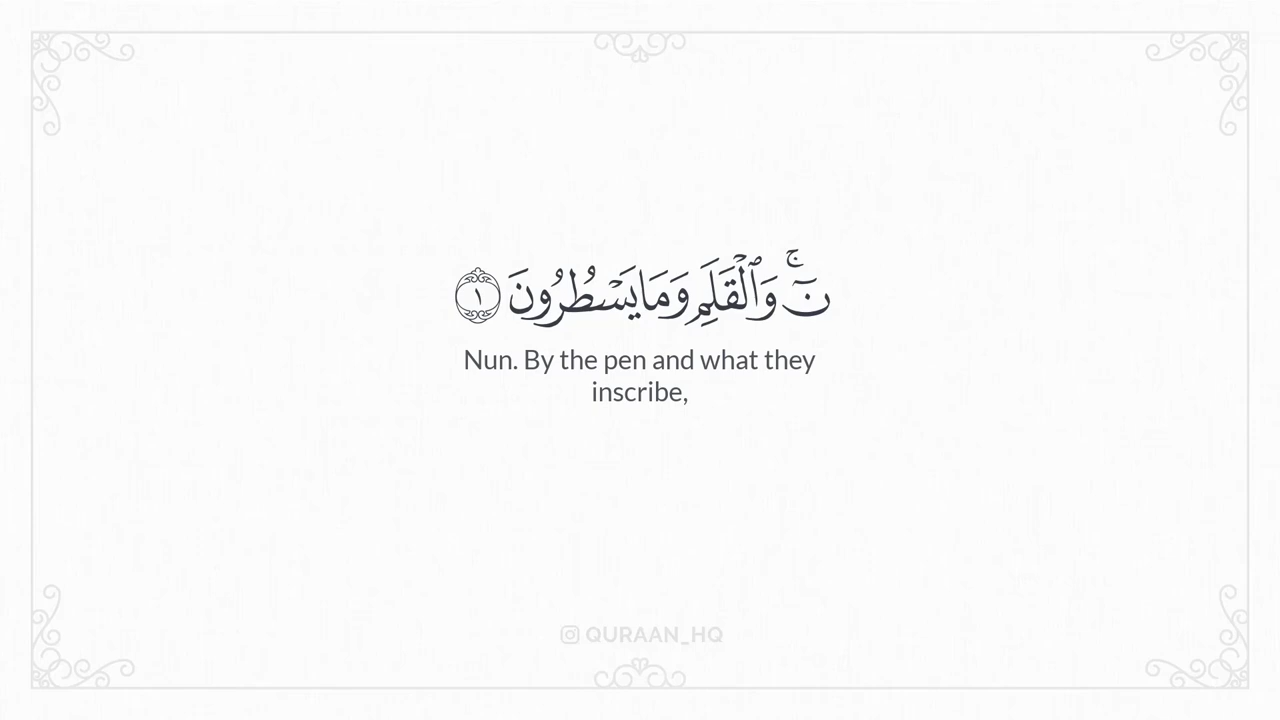 نٓ ۚ وَٱلْقَلَمِ وَمَا يَسْطُرُونَ ١
Nun. By the pen and what they
inscribe,
QURAAN_HQ